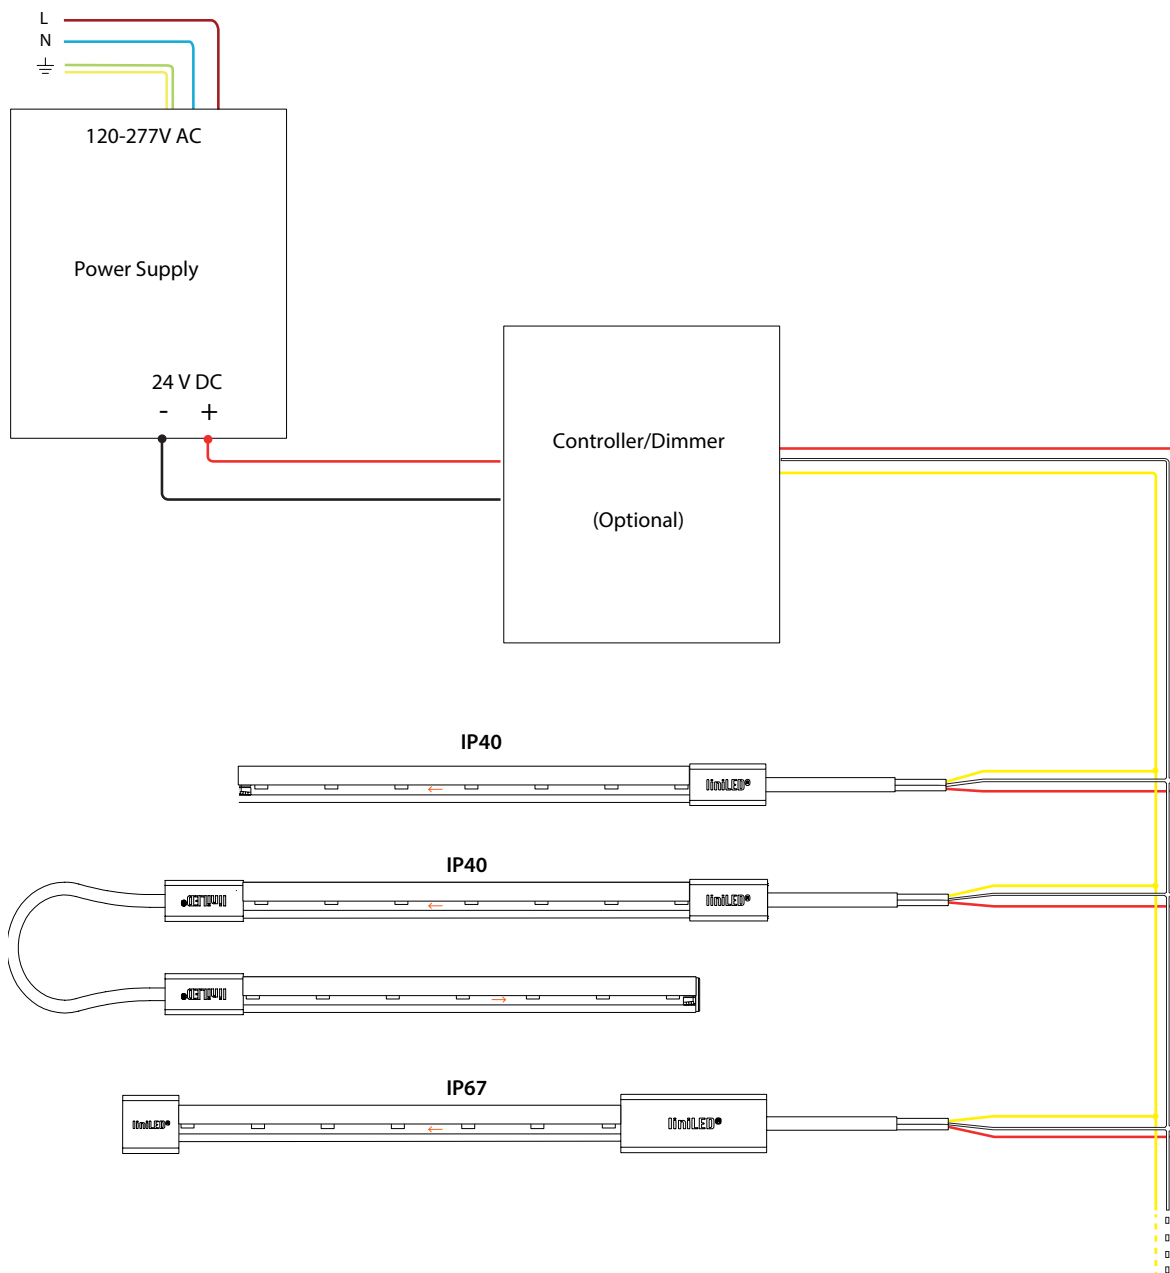 L
N
120-277V AC
Power Supply
24 V DC
- +
Controller/Dimmer
(Optional)
IP40
liniLED®
IP40
liniLED®
liniLED®
liniLED®
IP67
liniLED®
liniLED®